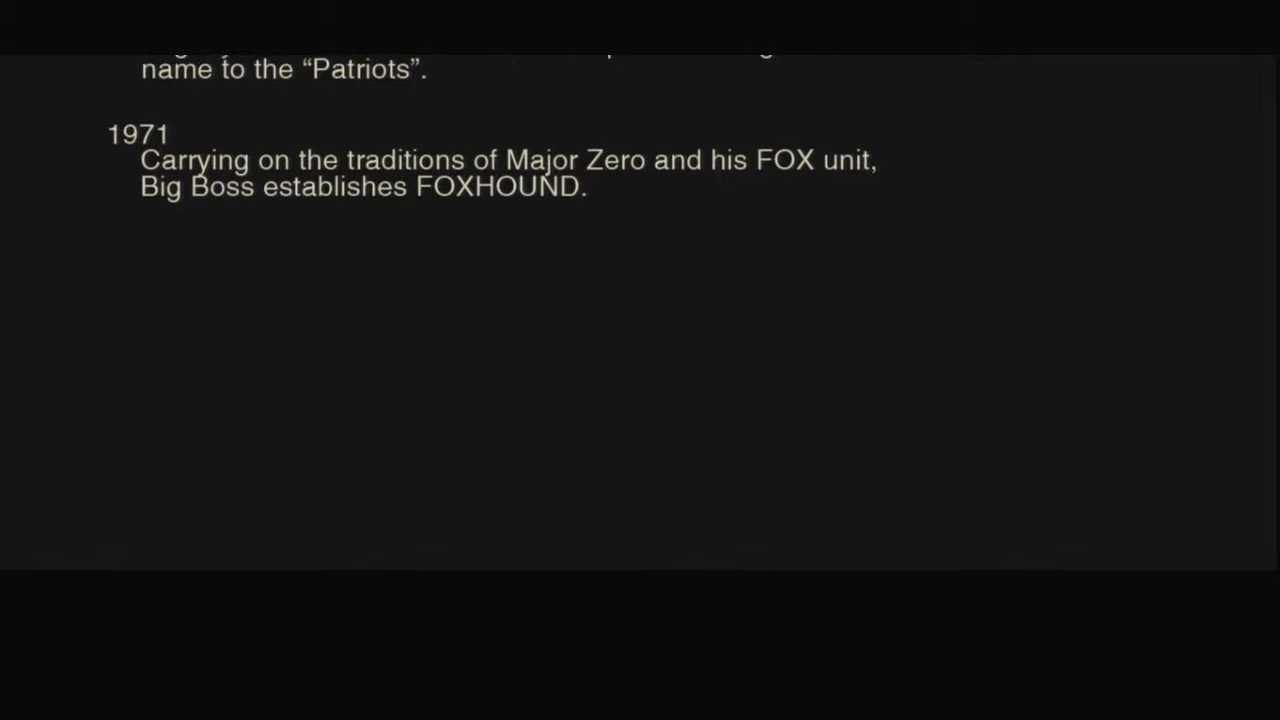 name to the “Patriots”.
1971
Carrying on the traditions of Major Zero and his FOX unit,
Big Boss establishes FOXHOUND.